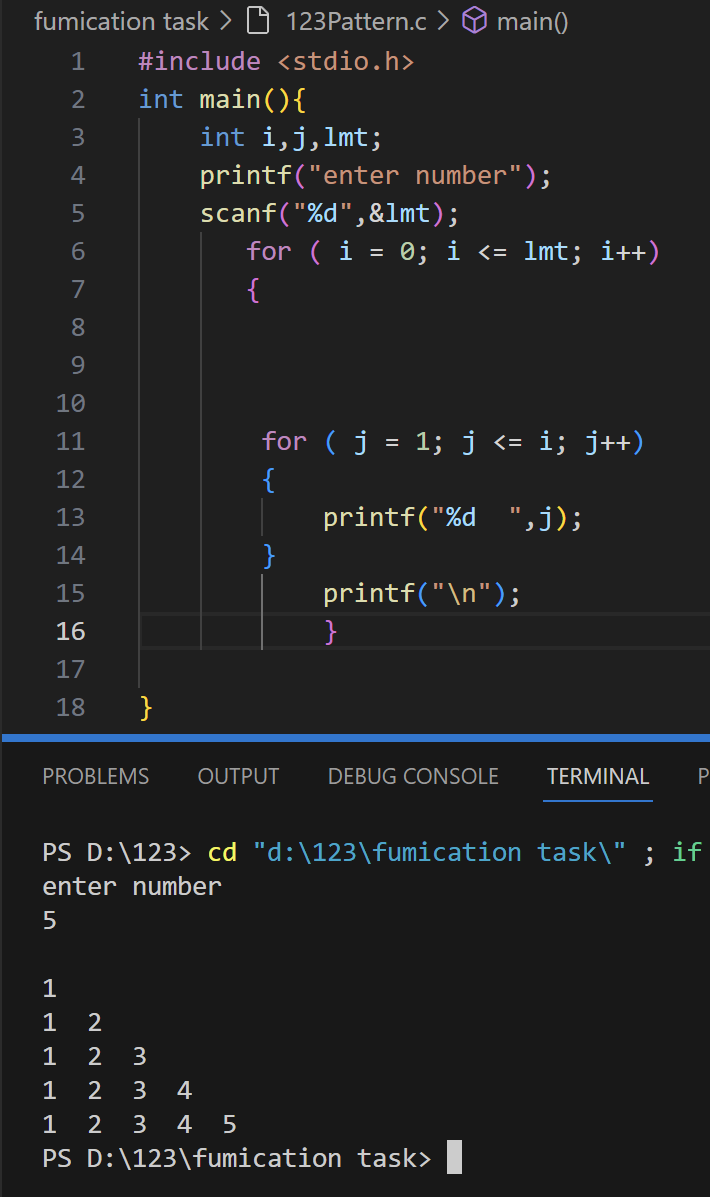 fumication task > 123Pattern.c > main()
1 #include <stdio.h>
2 int main(){
3 int i,j,lmt;
4 printf("enter number");
5 scanf("%d",&lmt);
6 for ( i = 0; i <= lmt; i++)
7 {
8
9
10
11 for ( j = 1; j <= i; j++)
12 {
13 printf("%d  ",j);
14 }
15 printf("\n");
16 }
17
18 }
PROBLEMS OUTPUT DEBUG CONSOLE TERMINAL P
PS D:\123> cd "d:\123\fumication task\" ; if
enter number
5
1
1  2
1  2  3
1  2  3  4
1  2  3  4  5
PS D:\123\fumication task>